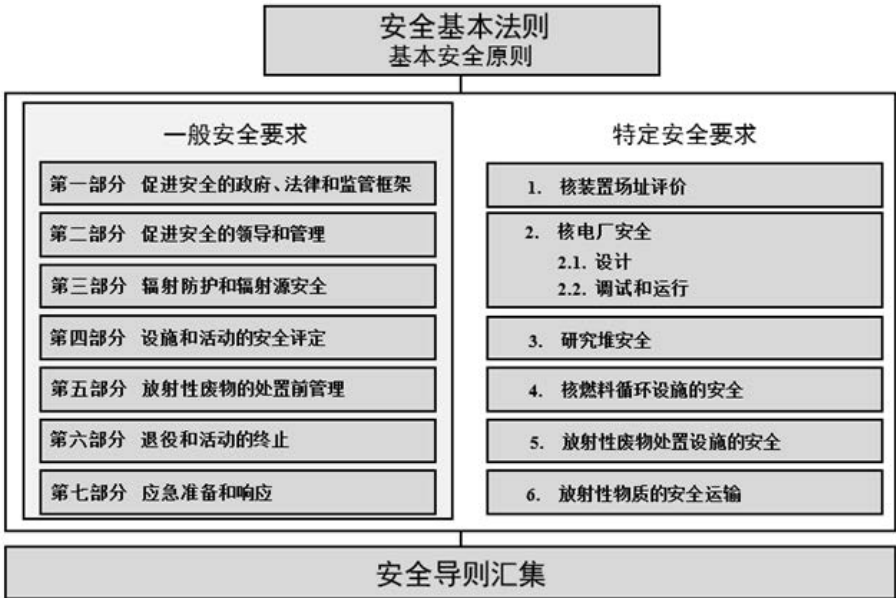 安全基本法则
基本安全原则
一般安全要求
第一部分 促进安全的政府、法律和监管框架
第二部分 促进安全的领导和管理
第三部分 辐射防护和辐射源安全
第四部分 设施和活动的安全评定
第五部分 放射性废物的处置前管理
第六部分 退役和活动的终止
第七部分 应急准备和响应
特定安全要求
1. 核装置场址评价
2. 核电厂安全
2.1. 设计
2.2. 调试和运行
3. 研究堆安全
4. 核燃料循环设施的安全
5. 放射性废物处置设施的安全
6. 放射性物质的安全运输
安全导则汇集